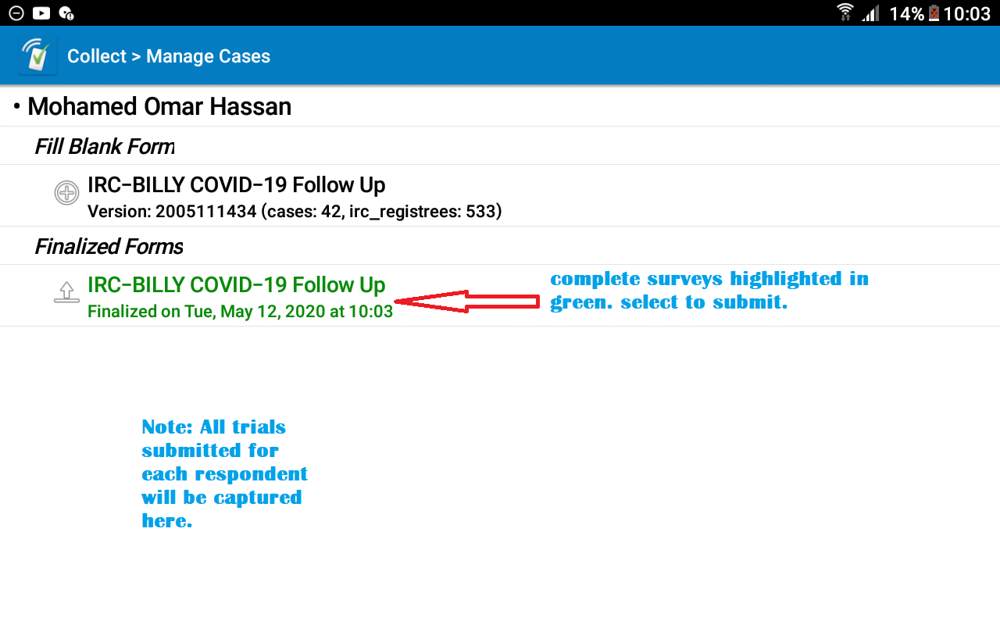 14% 10:03
Collect > Manage Cases
• Mohamed Omar Hassan
Fill Blank Form
IRC-BILLY COVID-19 Follow Up
Version: 2005111434 (cases: 42, irc_registrees: 533)
Finalized Forms
IRC-BILLY COVID-19 Follow Up
Finalized on Tue, May 12, 2020 at 10:03
complete surveys highlighted in
green. select to submit.
Note: All trials
submitted for
each respondent
will be captured
here.